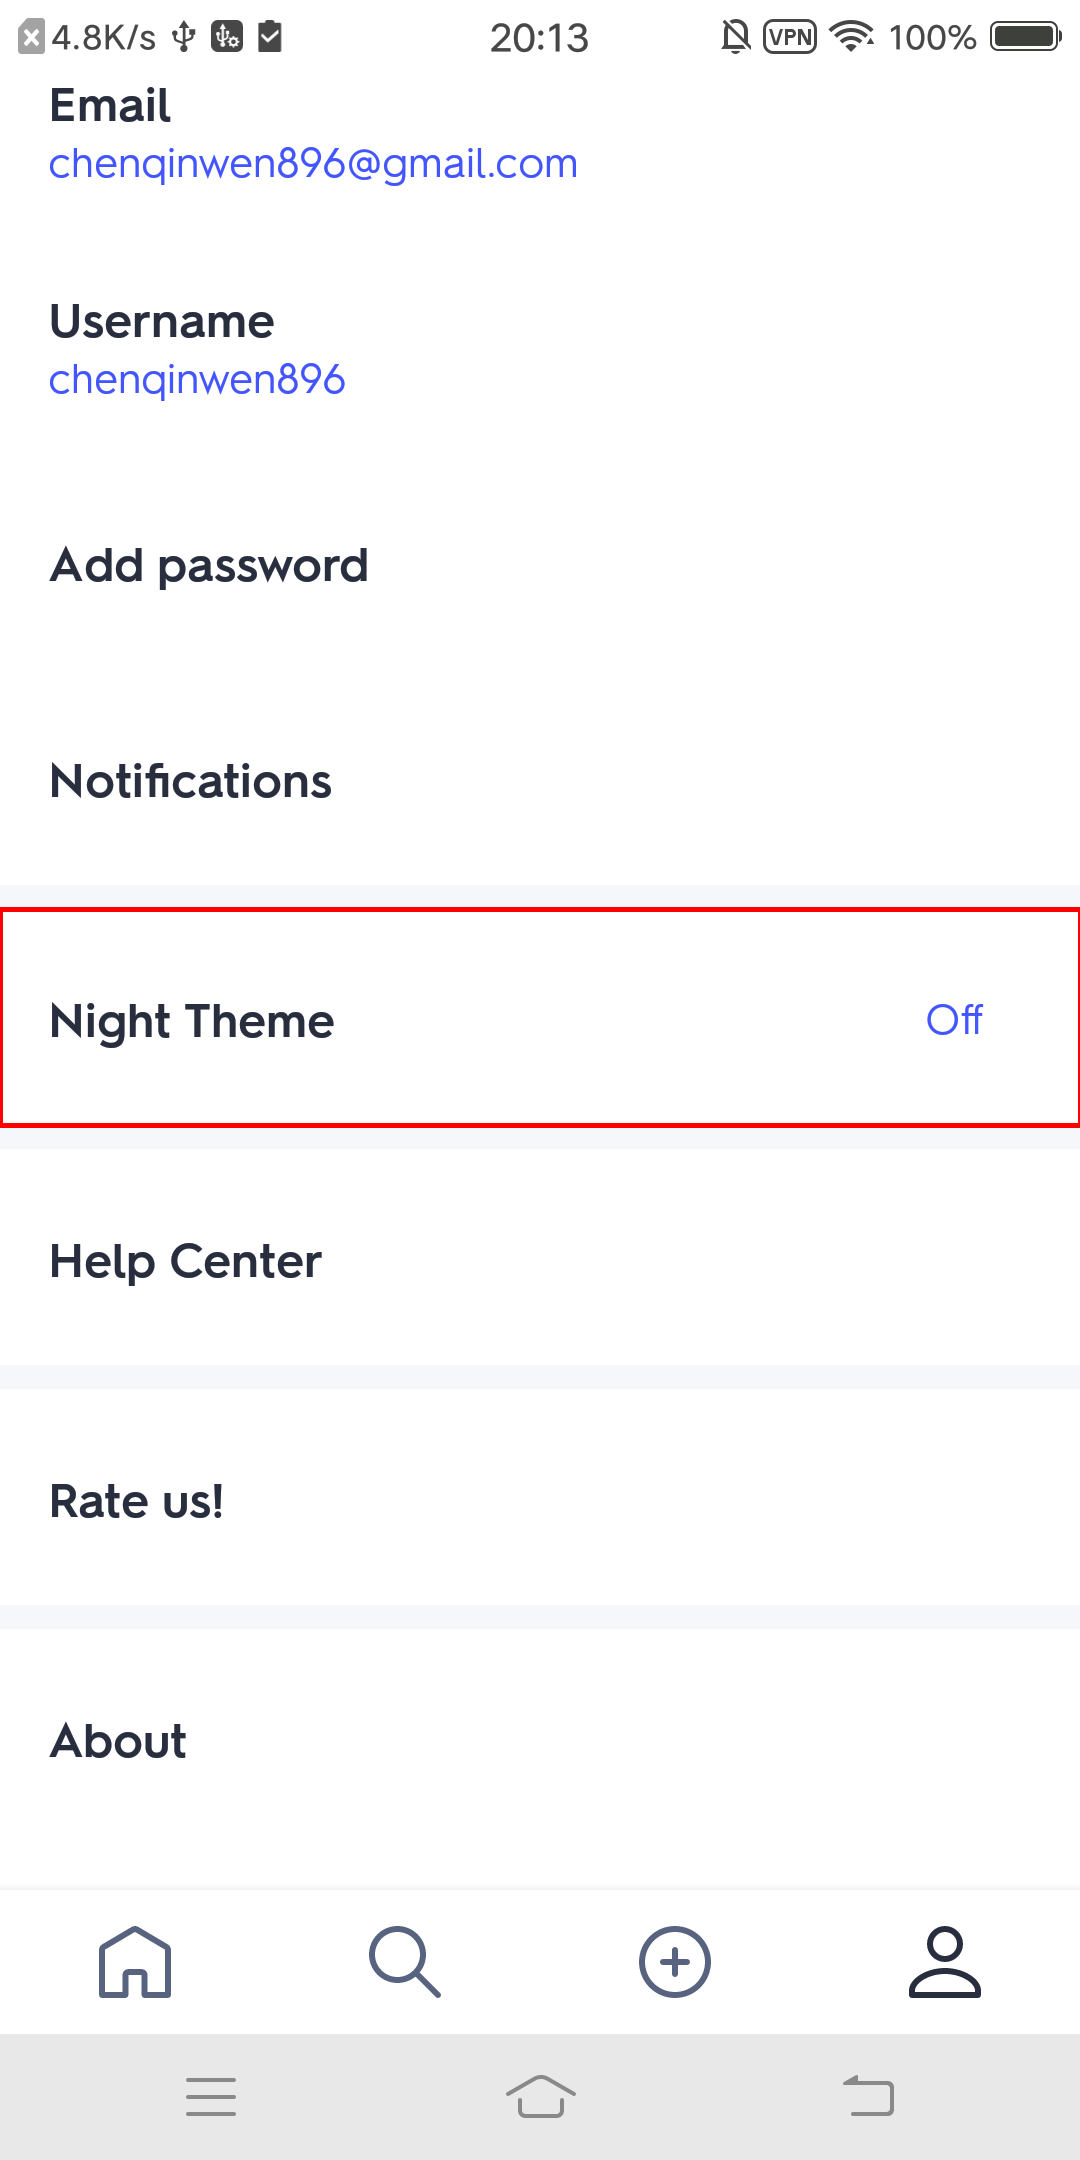 4.8K/s 20:13 VPN 100%
Email
chenqinwen896@gmail.com
Username
chenqinwen896
Add password
Notifications
Night Theme Off
Help Center
Rate us!
About